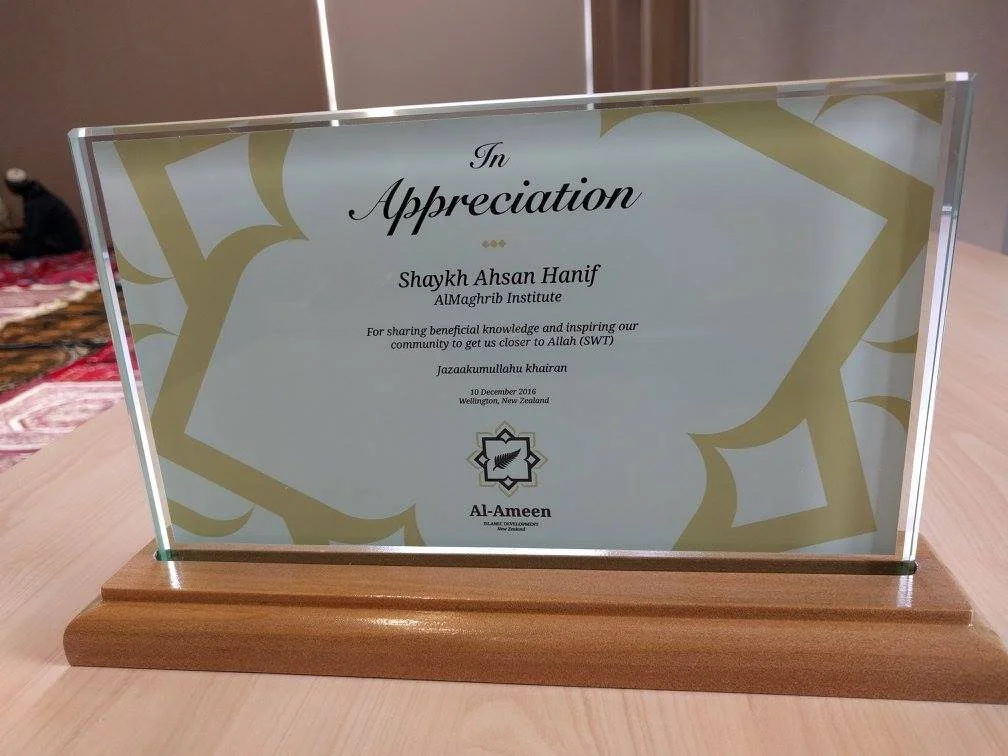 In
Appreciation
Shaykh Ahsan Hanif
AlMaghrib Institute
For sharing beneficial knowledge and inspiring our
community to get us closer to Allah (SWT)
Jazaakumullahu khairan
10 December 2016
Wellington, New Zealand
Al-Ameen
ISLAMIC DEVELOPMENT
New Zealand